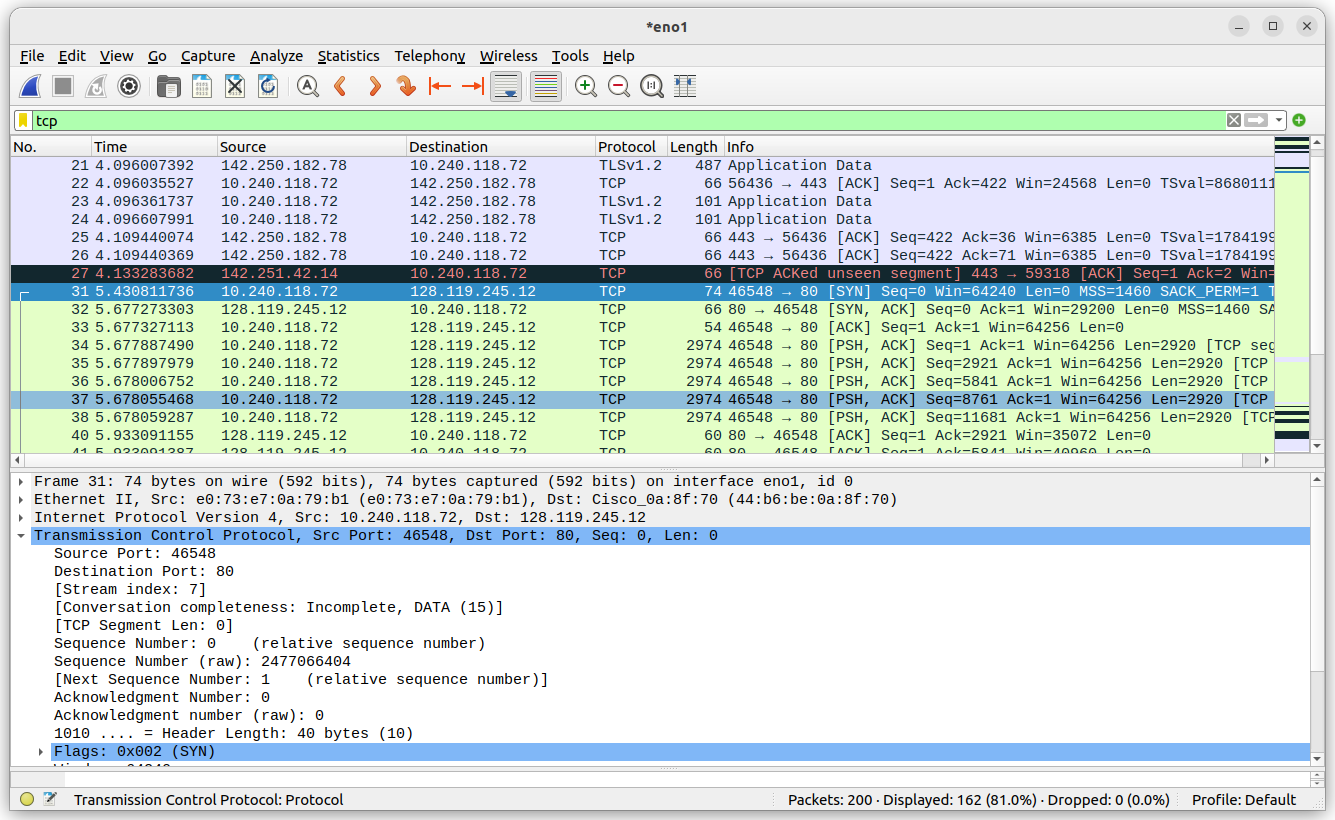 *eno1
File Edit View Go Capture Analyze Statistics Telephony Wireless Tools Help
tcp
No. Time Source Destination Protocol Length Info
21 4.096007392 142.250.182.78 10.240.118.72 TLSv1.2 487 Application Data
22 4.096035527 10.240.118.72 142.250.182.78 TCP 66 56436 → 443 [ACK] Seq=1 Ack=422 Win=24568 Len=0 TSval=8680111
23 4.096361737 10.240.118.72 142.250.182.78 TLSv1.2 101 Application Data
24 4.096607991 10.240.118.72 142.250.182.78 TLSv1.2 101 Application Data
25 4.109440074 142.250.182.78 10.240.118.72 TCP 66 443 → 56436 [ACK] Seq=422 Ack=36 Win=6385 Len=0 TSval=1784199
26 4.109440369 142.250.182.78 10.240.118.72 TCP 66 443 → 56436 [ACK] Seq=422 Ack=71 Win=6385 Len=0 TSval=1784199
27 4.133283682 142.251.42.14 10.240.118.72 TCP 66 [TCP ACKed unseen segment] 443 → 59318 [ACK] Seq=1 Ack=2 Win=
31 5.430811736 10.240.118.72 128.119.245.12 TCP 74 46548 → 80 [SYN] Seq=0 Win=64240 Len=0 MSS=1460 SACK_PERM=1 T
32 5.677273303 128.119.245.12 10.240.118.72 TCP 66 80 → 46548 [SYN, ACK] Seq=0 Ack=1 Win=29200 Len=0 MSS=1460 SA
33 5.677327113 10.240.118.72 128.119.245.12 TCP 54 46548 → 80 [ACK] Seq=1 Ack=1 Win=64256 Len=0
34 5.677887490 10.240.118.72 128.119.245.12 TCP 2974 46548 → 80 [PSH, ACK] Seq=1 Ack=1 Win=64256 Len=2920 [TCP seg
35 5.677897979 10.240.118.72 128.119.245.12 TCP 2974 46548 → 80 [PSH, ACK] Seq=2921 Ack=1 Win=64256 Len=2920 [TCP
36 5.678006752 10.240.118.72 128.119.245.12 TCP 2974 46548 → 80 [PSH, ACK] Seq=5841 Ack=1 Win=64256 Len=2920 [TCP
37 5.678055468 10.240.118.72 128.119.245.12 TCP 2974 46548 → 80 [PSH, ACK] Seq=8761 Ack=1 Win=64256 Len=2920 [TCP
38 5.678059287 10.240.118.72 128.119.245.12 TCP 2974 46548 → 80 [PSH, ACK] Seq=11681 Ack=1 Win=64256 Len=2920 [TCP
40 5.933091155 128.119.245.12 10.240.118.72 TCP 60 80 → 46548 [ACK] Seq=1 Ack=2921 Win=35072 Len=0
41 5.933091387 128.119.245.12 10.240.118.72 TCP 60 80 → 46548 [ACK] Seq=1 Ack=5841 Win=40960 Len=0
Frame 31: 74 bytes on wire (592 bits), 74 bytes captured (592 bits) on interface eno1, id 0
Ethernet II, Src: e0:73:e7:0a:79:b1 (e0:73:e7:0a:79:b1), Dst: Cisco_0a:8f:70 (44:b6:be:0a:8f:70)
Internet Protocol Version 4, Src: 10.240.118.72, Dst: 128.119.245.12
Transmission Control Protocol, Src Port: 46548, Dst Port: 80, Seq: 0, Len: 0
Source Port: 46548
Destination Port: 80
[Stream index: 7]
[Conversation completeness: Incomplete, DATA (15)]
[TCP Segment Len: 0]
Sequence Number: 0 (relative sequence number)
Sequence Number (raw): 2477066404
[Next Sequence Number: 1 (relative sequence number)]
Acknowledgment Number: 0
Acknowledgment number (raw): 0
1010 .... = Header Length: 40 bytes (10)
Flags: 0x002 (SYN)
Transmission Control Protocol: Protocol
Packets: 200 · Displayed: 162 (81.0%) · Dropped: 0 (0.0%)
Profile: Default